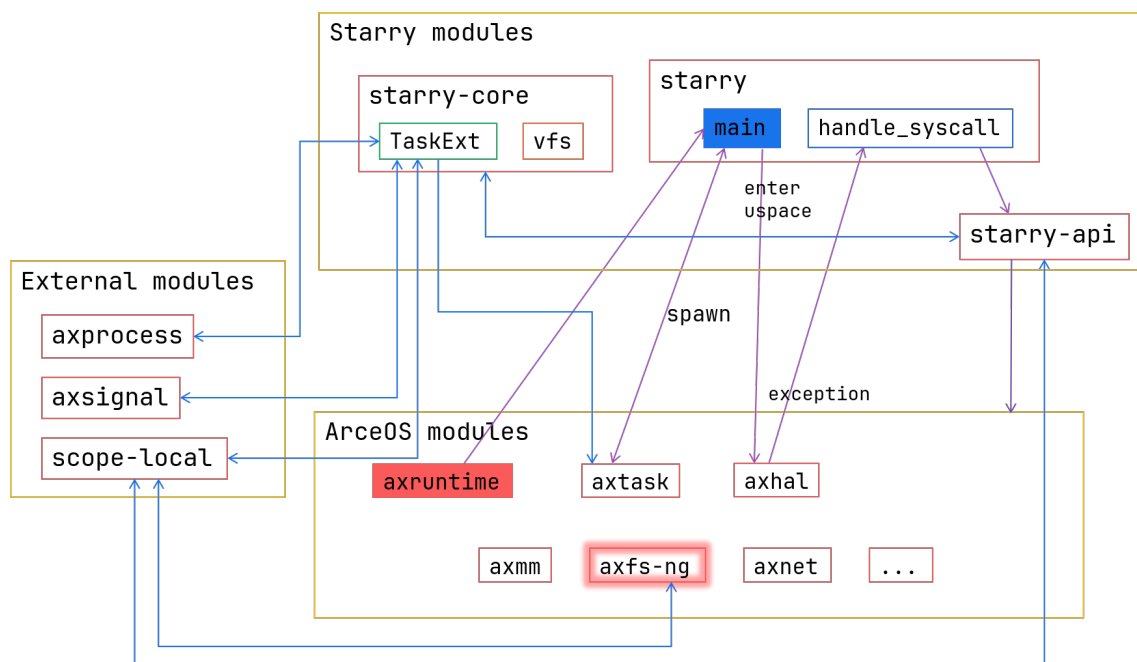 Starry modules
starry-core
TaskExt
vfs
starry
main
handle_syscall
enter
uspace
starry-api
External modules
axprocess
axsignal
scope-local
spawn
exception
ArceOS modules
axruntime
axtask
axhal
axmm
axfs-ng
axnet
...